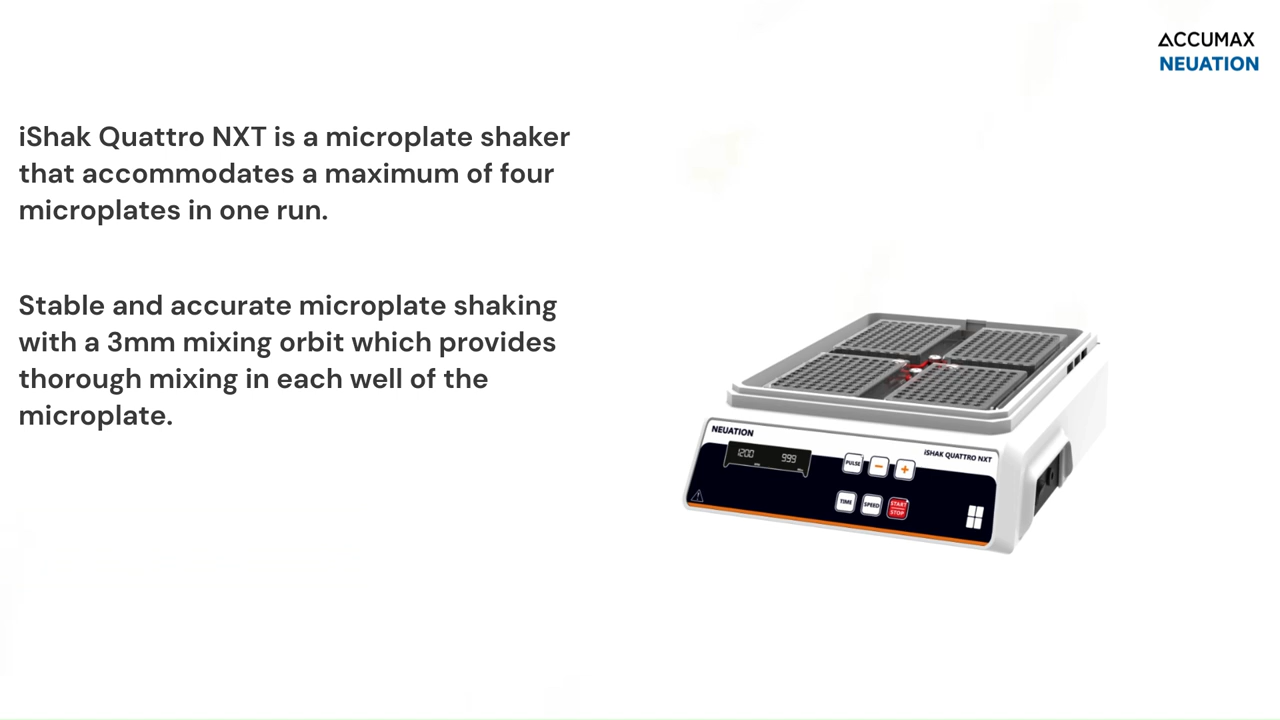 ACCUMAX
NEUATION
iShak Quattro NXT is a microplate shaker
that accommodates a maximum of four
microplates in one run.
Stable and accurate microplate shaking
with a 3mm mixing orbit which provides
thorough mixing in each well of the
microplate.
NEUATION
iSHAK QUATTRO NXT
1200 999
PULSE − +
TIME SPEED START
STOP